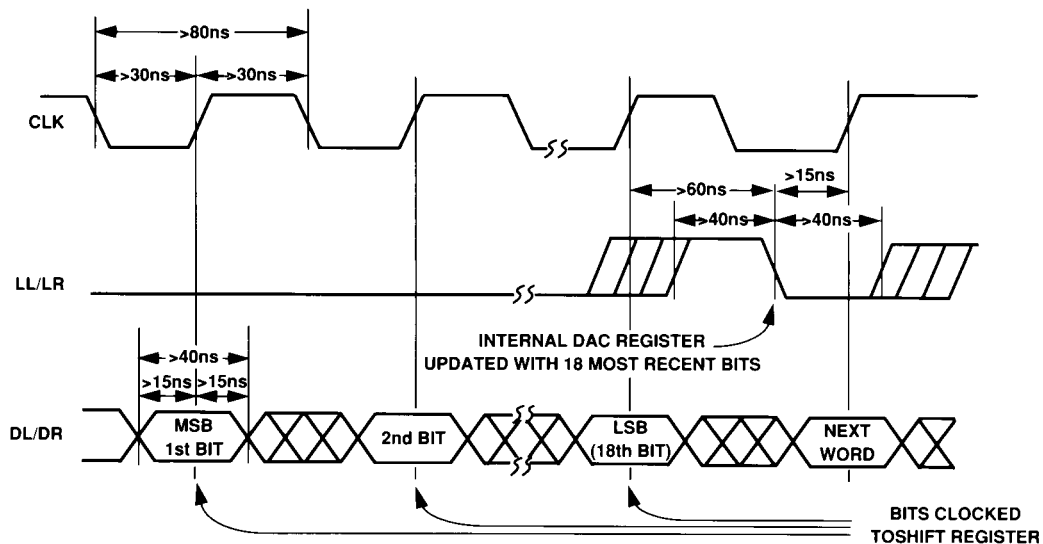 >80ns
>30ns >30ns
CLK
>15ns
>60ns
>40ns >40ns
LL/LR
INTERNAL DAC REGISTER
UPDATED WITH 18 MOST RECENT BITS
>40ns
>15ns >15ns
DL/DR
MSB
1st BIT
2nd BIT
LSB
(18th BIT)
NEXT
WORD
BITS CLOCKED
TOSHIFT REGISTER